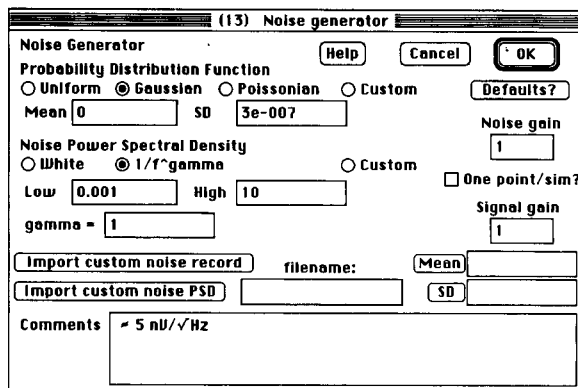 (13) Noise generator
Noise Generator
Help Cancel OK
Probability Distribution Function
Uniform Gaussian Poissonian Custom
Defaults?
Mean 0 SD 3e-007
Noise gain
1
Noise Power Spectral Density
White 1/f^gamma Custom
One point/sim?
Low 0.001 High 10
Signal gain
1
gamma = 1
Import custom noise record filename: Mean
Import custom noise PSD SD
Comments ≈ 5 nV/√Hz